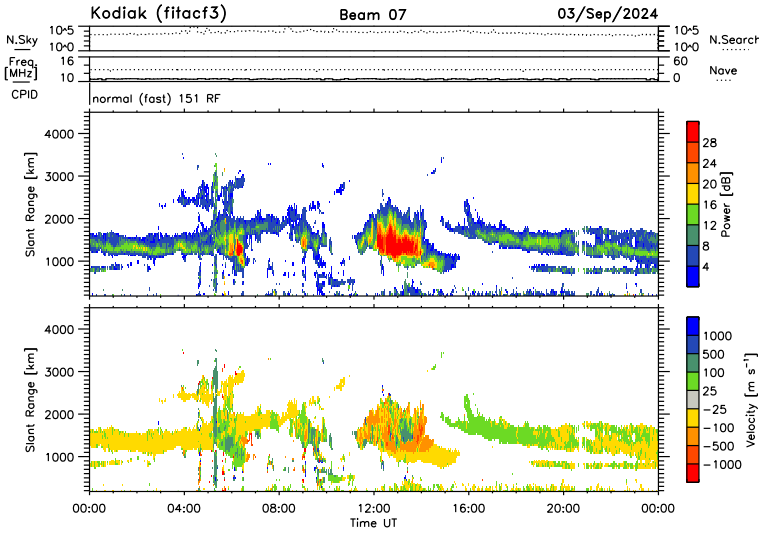 Kodiak (fitacf3) Beam 07 03/Sep/2024
N.Sky 10^5 10^0 10^5 10^0 N.Search
Freq. [MHz] 16 10 60 0 Nave
CPID normal (fast) 151 RF
Slant Range [km] 4000 3000 2000 1000
28 24 20 16 12 8 4 Power [dB]
Slant Range [km] 4000 3000 2000 1000
1000 500 100 25 −25 −100 −500 −1000 Velocity [m s⁻¹]
00:00 04:00 08:00 12:00 16:00 20:00 00:00
Time UT